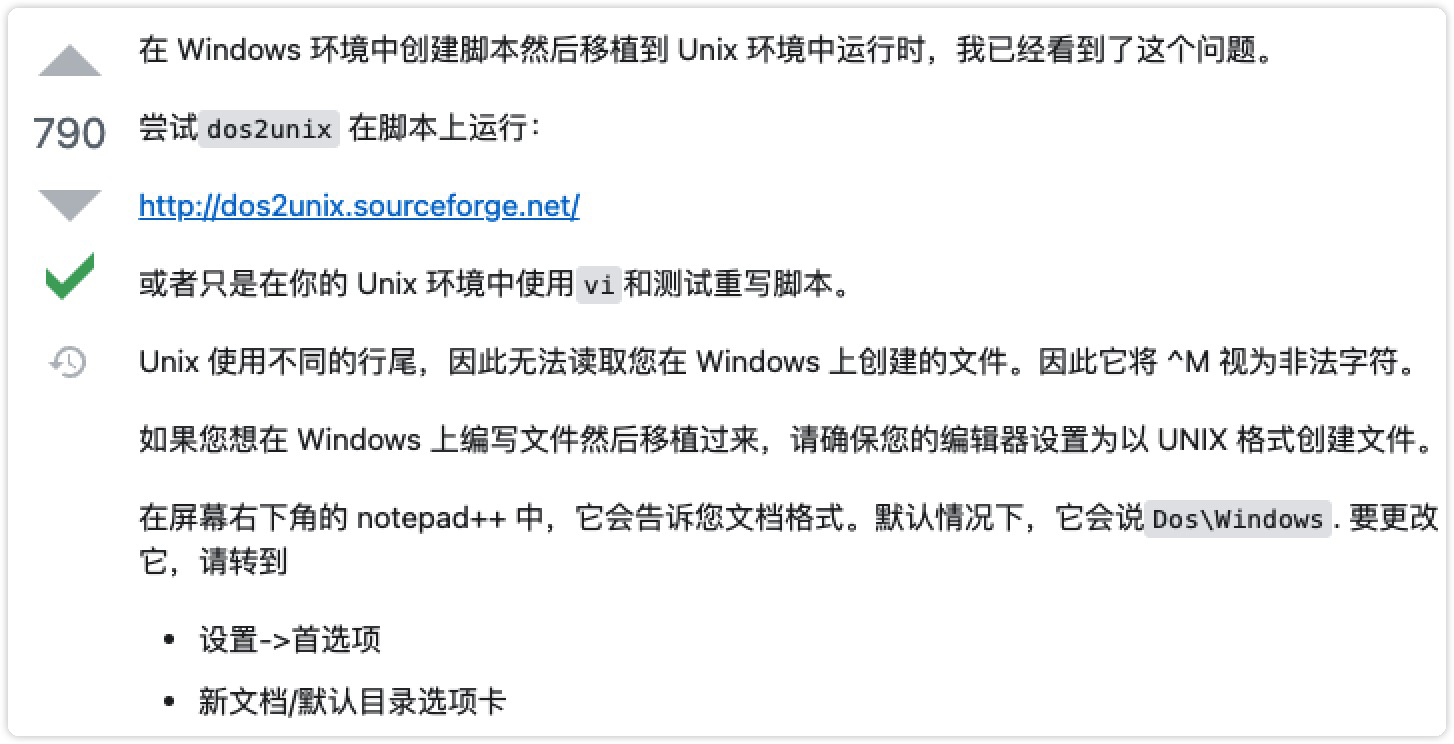 在 Windows 环境中创建脚本然后移植到 Unix 环境中运行时，我已经看到了这个问题。
790
尝试 dos2unix 在脚本上运行：
http://dos2unix.sourceforge.net/
或者只是在你的 Unix 环境中使用 vi 和测试重写脚本。
Unix 使用不同的行尾，因此无法读取您在 Windows 上创建的文件。因此它将 ^M 视为非法字符。
如果您想在 Windows 上编写文件然后移植过来，请确保您的编辑器设置为以 UNIX 格式创建文件。
在屏幕右下角的 notepad++ 中，它会告诉您文档格式。默认情况下，它会说 Dos\Windows . 要更改
它，请转到
• 设置->首选项
• 新文档/默认目录选项卡